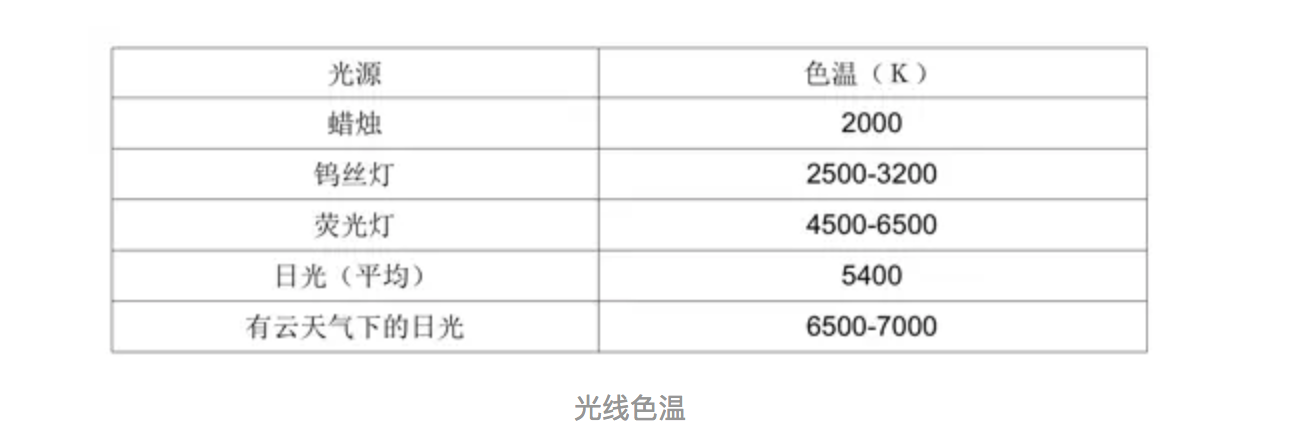 光源 色温（K）
蜡烛 2000
钨丝灯 2500-3200
荧光灯 4500-6500
日光（平均） 5400
有云天气下的日光 6500-7000
光线色温